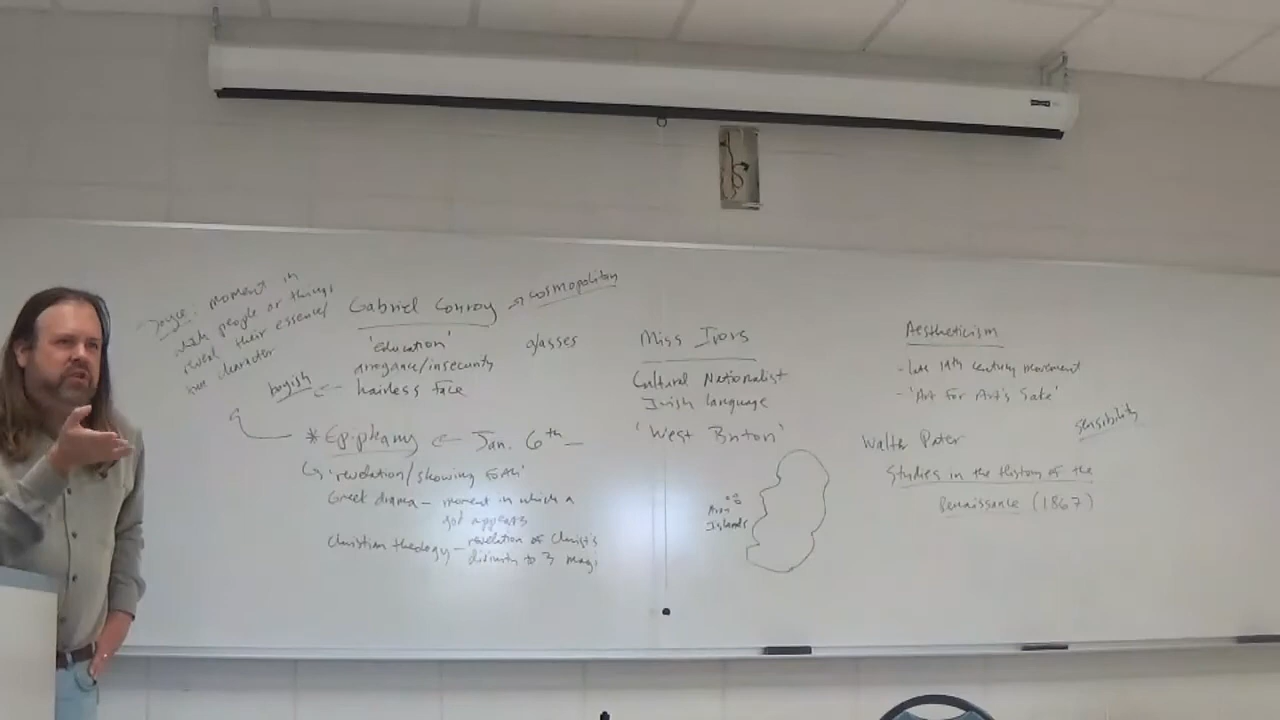 Joyce: moment in
which people or things
reveal their essence/
true character
Gabriel Conroy → cosmopolitan
'education'
glasses
arrogance/insecurity
boyish ← hairless face
* Epiphany ← Jan. 6th
↳ 'revelation/showing forth'
Greek drama – moment in which a
god appears
Christian theology – revelation of Christ's
divinity to 3 magi
Miss Ivors
Cultural Nationalist
Irish language
'West Briton'
Aran
Islands
Aestheticism
- late 19th century movement
- 'Art for Art's Sake'
sensibility
Walter Pater
Studies in the History of the
Renaissance (1867)